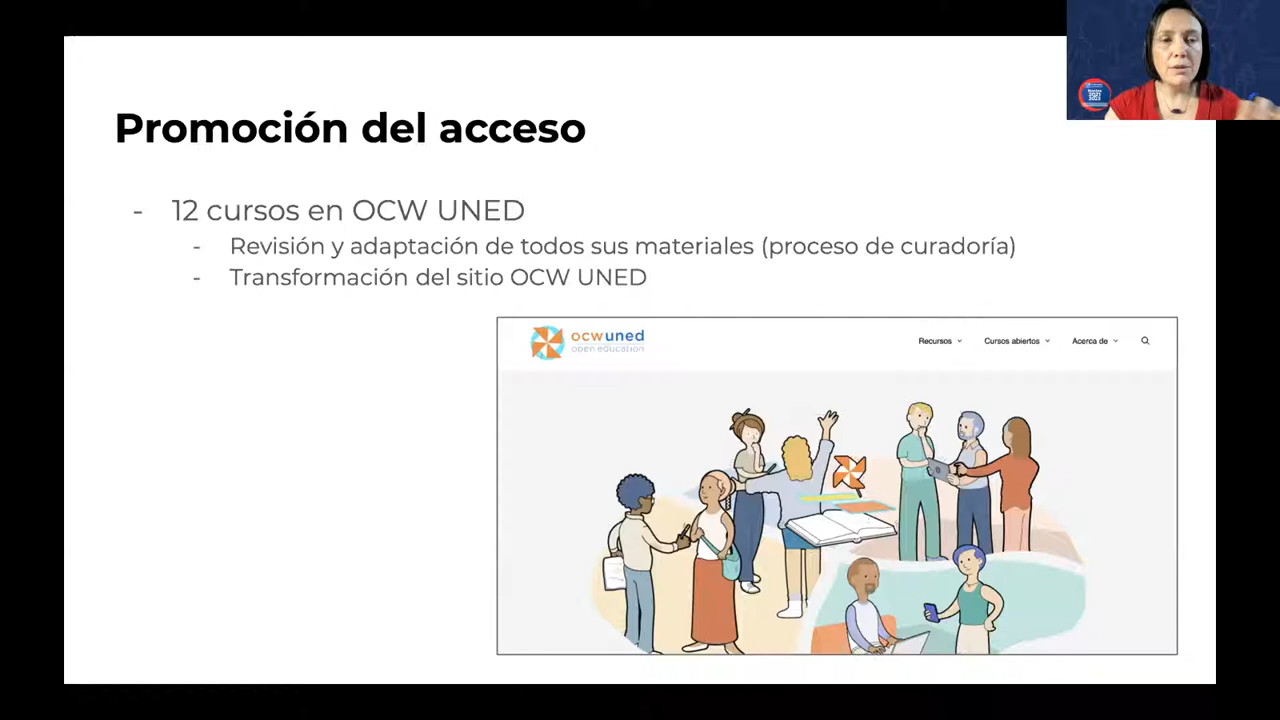 Promoción del acceso
- 12 cursos en OCW UNED
- Revisión y adaptación de todos sus materiales (proceso de curadoría)
- Transformación del sitio OCW UNED
ocwuned
open education
Recursos
Cursos abiertos
Acerca de